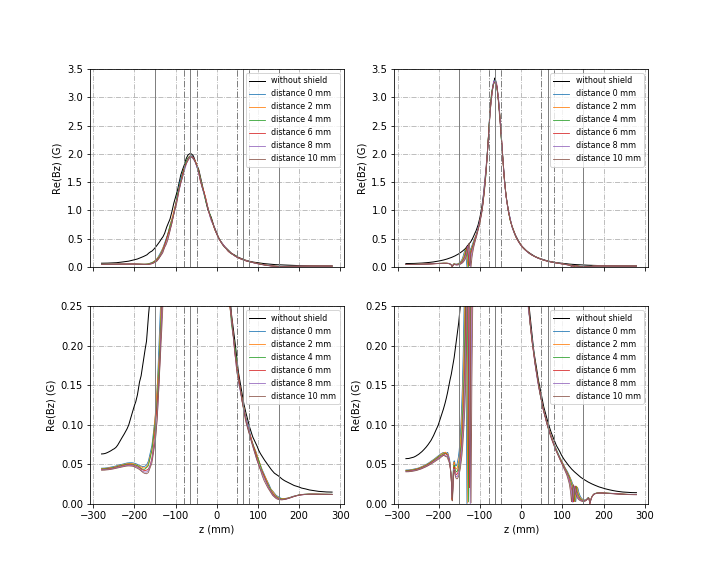 3.5
3.0
2.5
2.0
1.5
1.0
0.5
0.0
Re(Bz) (G)
without shield
distance 0 mm
distance 2 mm
distance 4 mm
distance 6 mm
distance 8 mm
distance 10 mm
3.5
3.0
2.5
2.0
1.5
1.0
0.5
0.0
Re(Bz) (G)
without shield
distance 0 mm
distance 2 mm
distance 4 mm
distance 6 mm
distance 8 mm
distance 10 mm
0.25
0.20
0.15
0.10
0.05
0.00
Re(Bz) (G)
without shield
distance 0 mm
distance 2 mm
distance 4 mm
distance 6 mm
distance 8 mm
distance 10 mm
−300 −200 −100 0 100 200 300
z (mm)
0.25
0.20
0.15
0.10
0.05
0.00
Re(Bz) (G)
without shield
distance 0 mm
distance 2 mm
distance 4 mm
distance 6 mm
distance 8 mm
distance 10 mm
−300 −200 −100 0 100 200 300
z (mm)